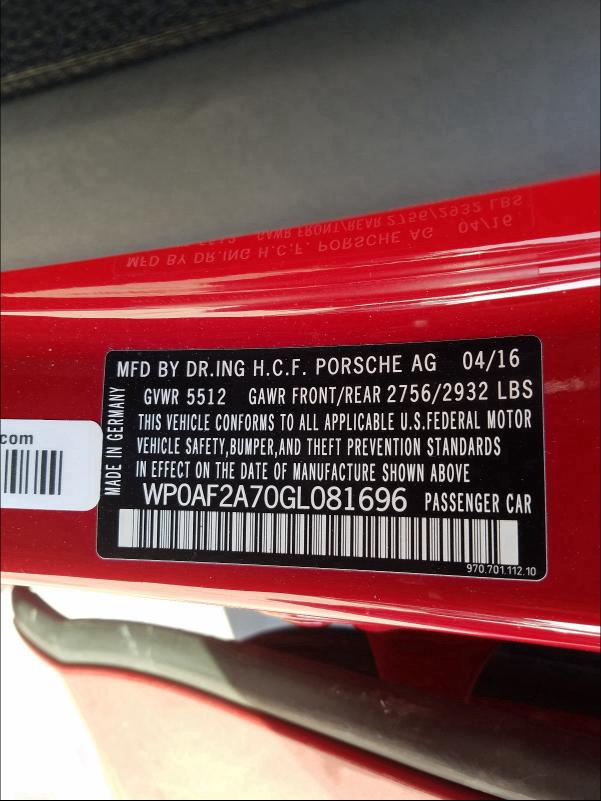 MFD BY DR.ING H.C.F. PORSCHE AG 04/16
GVWR 5512 GAWR FRONT/REAR 2756/2932 LBS
THIS VEHICLE CONFORMS TO ALL APPLICABLE U.S.FEDERAL MOTOR
VEHICLE SAFETY,BUMPER,AND THEFT PREVENTION STANDARDS
IN EFFECT ON DATE OF MANUFACTURE SHOWN ABOVE
WP0AF2A70GL081696 PASSENGER CAR
970.701.112.10
MADE IN GERMANY
.com